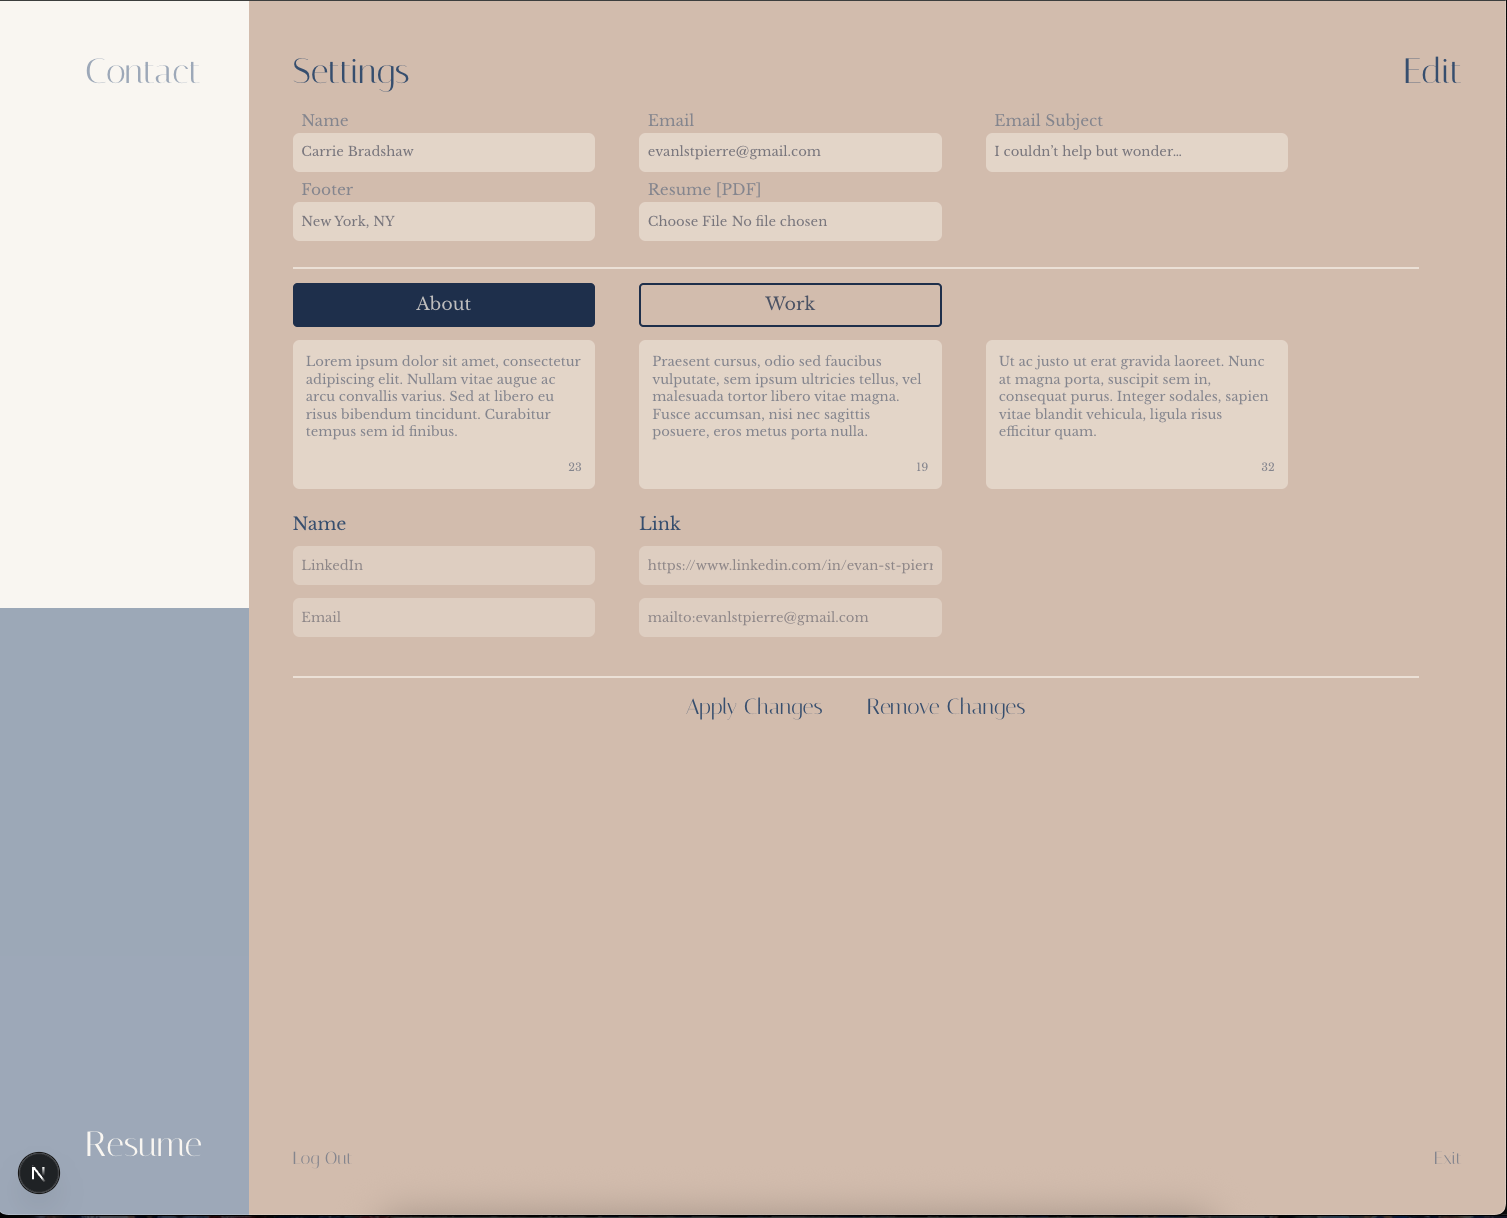 Contact
Settings
Edit
Name
Email
Email Subject
Carrie Bradshaw
evanlstpierre@gmail.com
I couldn't help but wonder...
Footer
Resume [PDF]
New York, NY
Choose File No file chosen
About
Work
Lorem ipsum dolor sit amet, consectetur
adipiscing elit. Nullam vitae augue ac
arcu convallis varius. Sed at libero eu
risus bibendum tincidunt. Curabitur
tempus sem id finibus.
23
Praesent cursus, odio sed faucibus
vulputate, sem ipsum ultricies tellus, vel
malesuada tortor libero vitae magna.
Fusce accumsan, nisi nec sagittis
posuere, eros metus porta nulla.
19
Ut ac justo ut erat gravida laoreet. Nunc
at magna porta, suscipit sem in,
consequat purus. Integer sodales, sapien
vitae blandit vehicula, ligula risus
efficitur quam.
32
Name
Link
LinkedIn
https://www.linkedin.com/in/evan-st-pierr
Email
mailto:evanlstpierre@gmail.com
Apply Changes
Remove Changes
Resume
N
Log Out
Exit